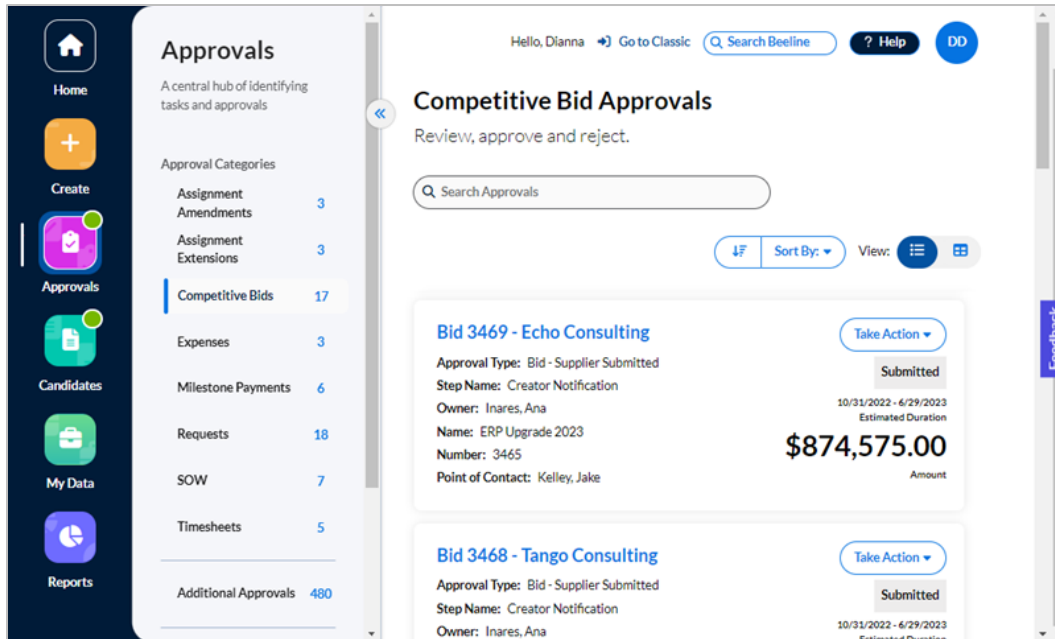 Home
Create
Approvals
Candidates
My Data
Reports
Approvals
A central hub of identifying
tasks and approvals
Approval Categories
Assignment
Amendments 3
Assignment
Extensions 3
Competitive Bids 17
Expenses 3
Milestone Payments 6
Requests 18
SOW 7
Timesheets 5
Additional Approvals 480
Hello, Dianna Go to Classic Search Beeline ? Help DD
Competitive Bid Approvals
Review, approve and reject.
Search Approvals
Sort By: View:
Bid 3469 - Echo Consulting
Take Action
Approval Type: Bid - Supplier Submitted
Submitted
Step Name: Creator Notification
10/31/2022 - 6/29/2023
Estimated Duration
Owner: Inares, Ana
Name: ERP Upgrade 2023
$874,575.00
Number: 3465
Point of Contact: Kelley, Jake
Amount
Bid 3468 - Tango Consulting
Take Action
Approval Type: Bid - Supplier Submitted
Submitted
Step Name: Creator Notification
Owner: Inares, Ana
10/31/2022 - 6/29/2023
Estimated Duration
Feedback